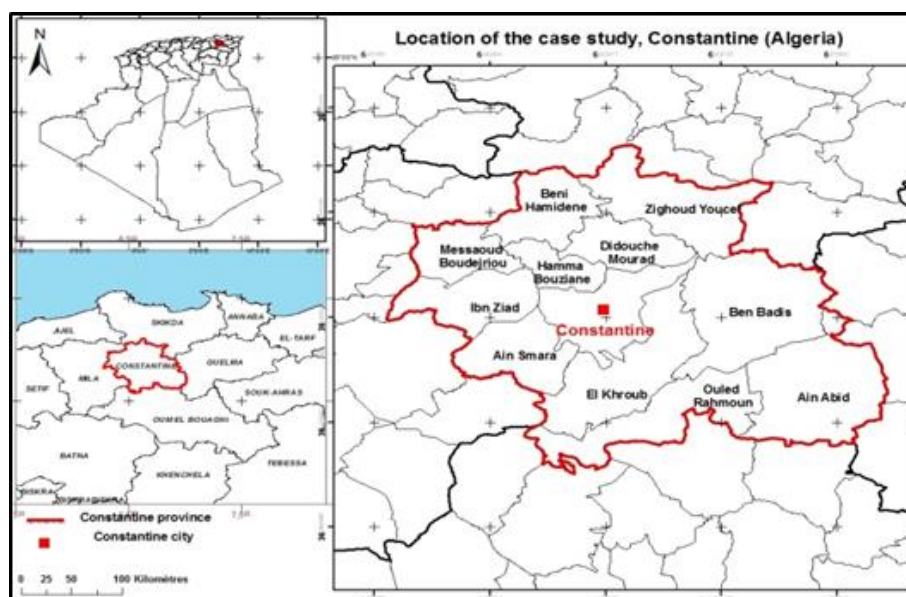 N
Location of the case study, Constantine (Algeria)
Beni
Hamidene
Zighoud Youcef
Messaoud
Boudejriou
Didouche
Mourad
Hamma
Bouziane
Ibn Ziad
Constantine
Ben Badis
Ain Smara
El Khroub
Ouled
Rahmoun
Ain Abid
JIJEL
SKIKDA
ANNABA
EL-TARF
CONSTANTINA
GUELMA
MILA
SETIF
SOUK-AHRAS
OUM EL BOUAGHI
BATNA
KHENCHELA
TEBESSA
BISKRA
Constantine province
Constantine city
0 25 50 100 Kilomètres